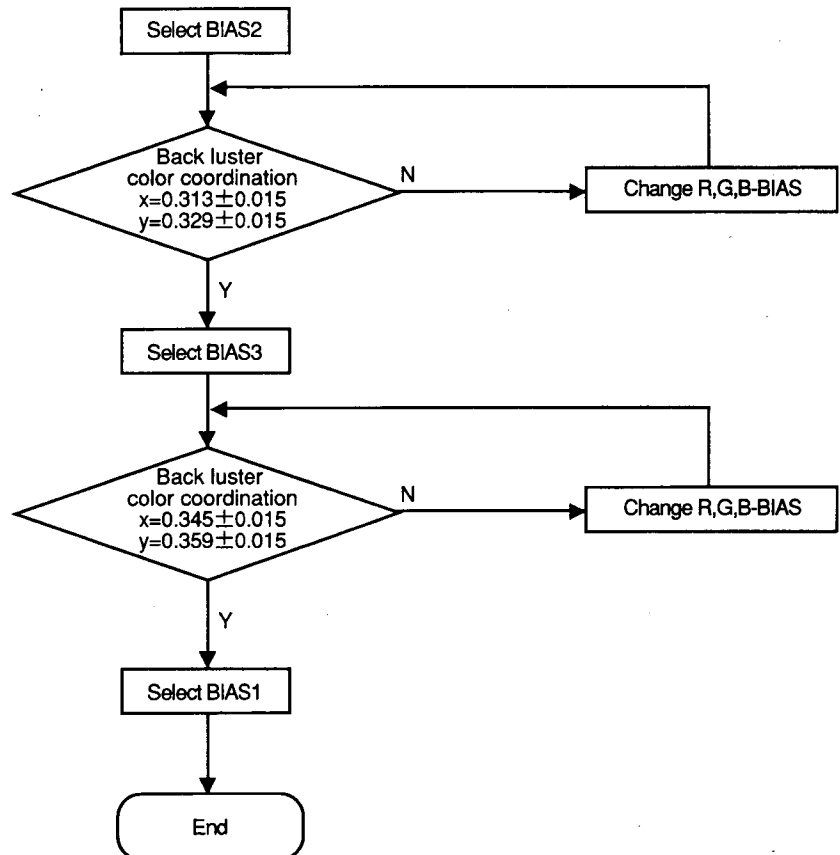 Select BIAS2
Back luster
color coordination
x=0.313±0.015
y=0.329±0.015
N
Change R,G,B-BIAS
Y
Select BIAS3
Back luster
color coordination
x=0.345±0.015
y=0.359±0.015
N
Change R,G,B-BIAS
Y
Select BIAS1
End